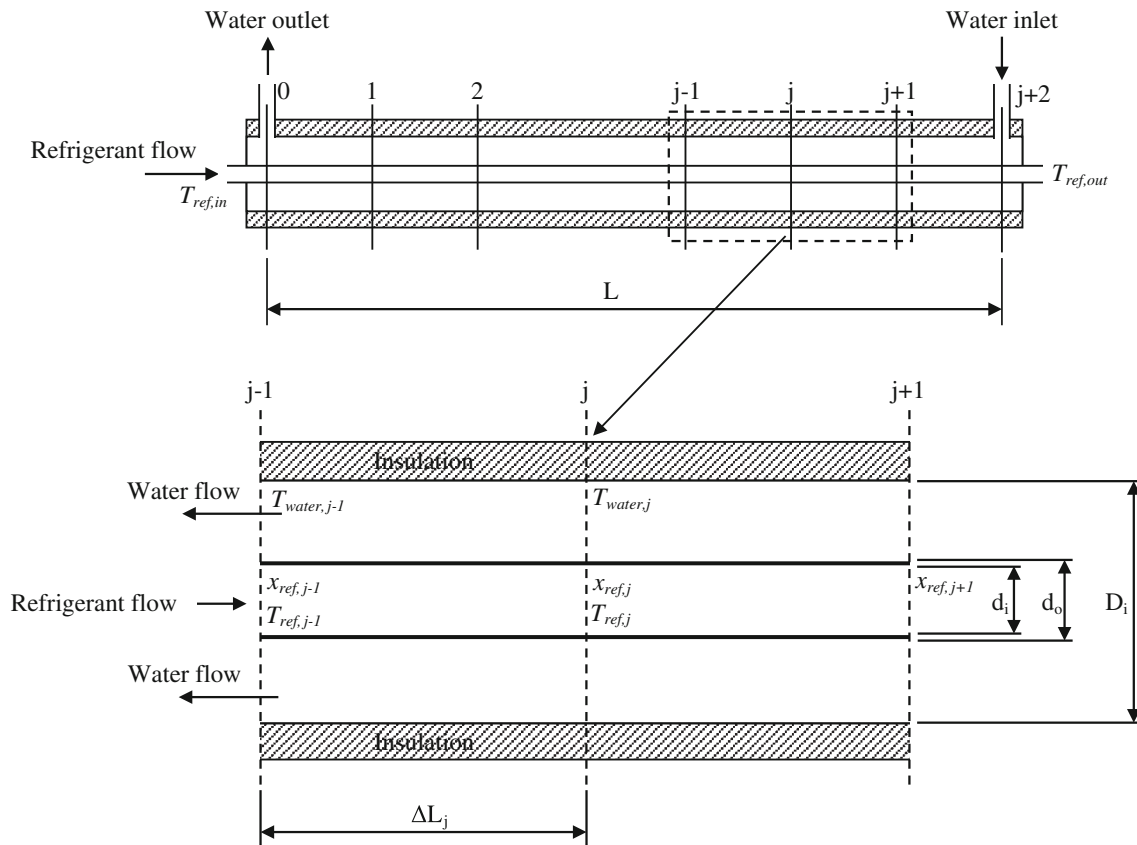 Water outlet
Water inlet
0
1
2
j-1
j
j+1
j+2
Refrigerant flow
T_ref,in
T_ref,out
L
j-1
j
j+1
Insulation
Water flow
T_water,j-1
T_water,j
x_ref,j-1
x_ref,j
x_ref,j+1
Refrigerant flow
T_ref,j-1
T_ref,j
d_i
d_o
D_i
Water flow
Insulation
ΔL_j